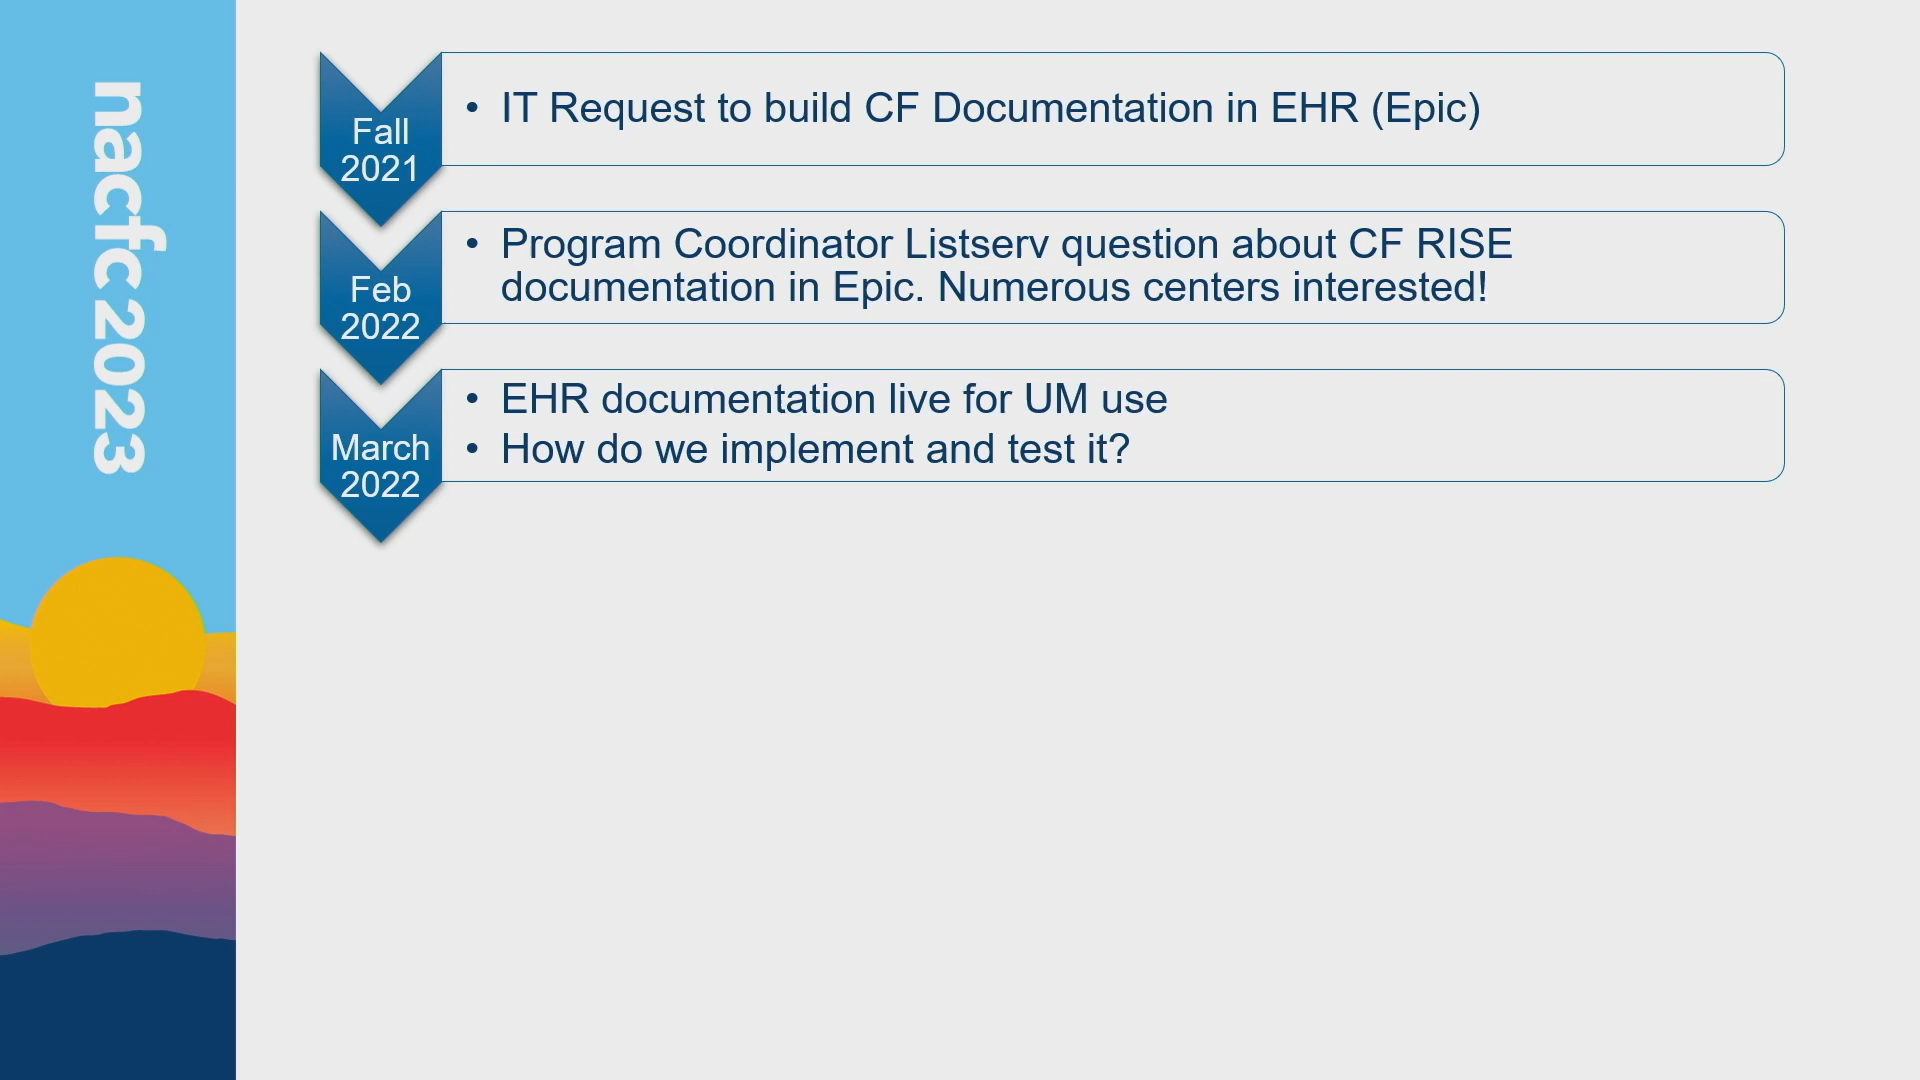 nacfc 2023
Fall
2021
• IT Request to build CF Documentation in EHR (Epic)
Feb
2022
• Program Coordinator Listserv question about CF RISE
documentation in Epic. Numerous centers interested!
March
2022
• EHR documentation live for UM use
• How do we implement and test it?